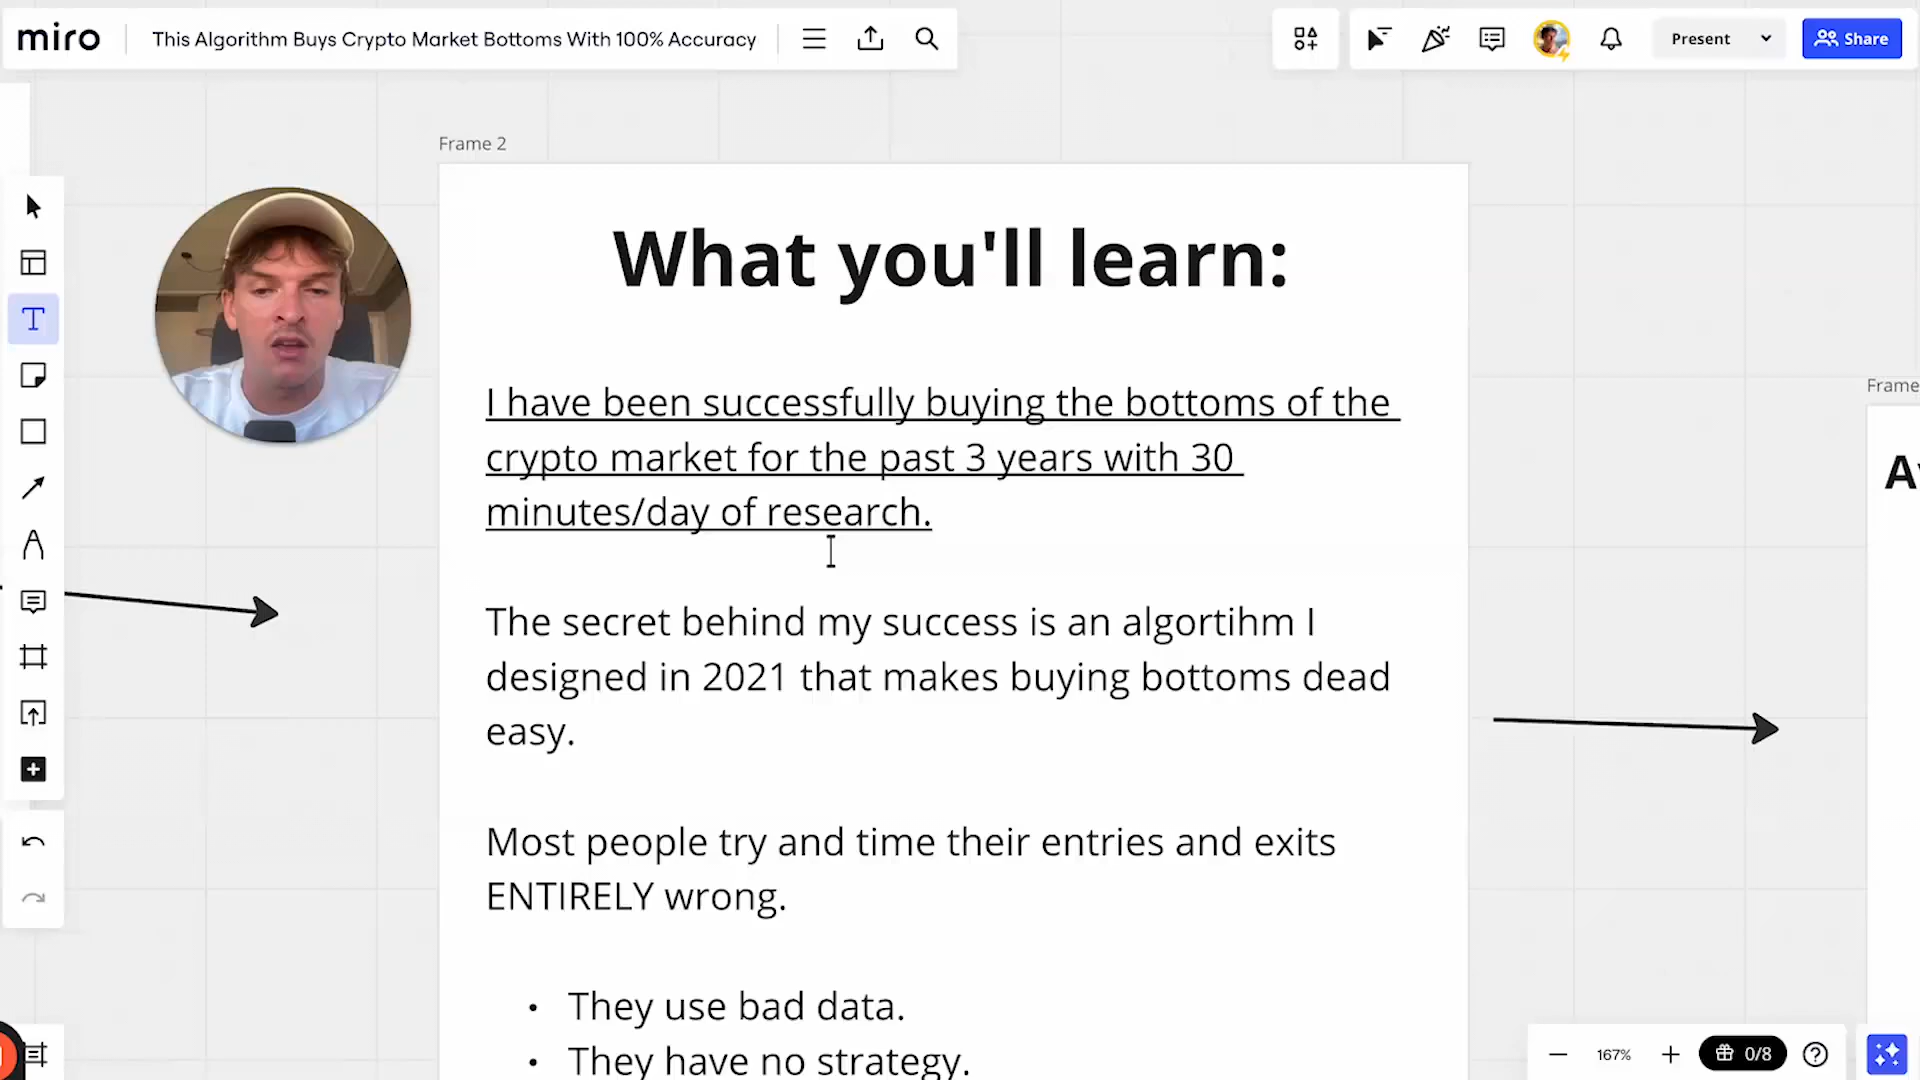 miro
This Algorithm Buys Crypto Market Bottoms With 100% Accuracy
Present
Share
Frame 2
What you'll learn:
I have been successfully buying the bottoms of the
crypto market for the past 3 years with 30
minutes/day of research.
The secret behind my success is an algortihm I
designed in 2021 that makes buying bottoms dead
easy.
Most people try and time their entries and exits
ENTIRELY wrong.
• They use bad data.
• They have no strategy.
Frame
167%
0/8